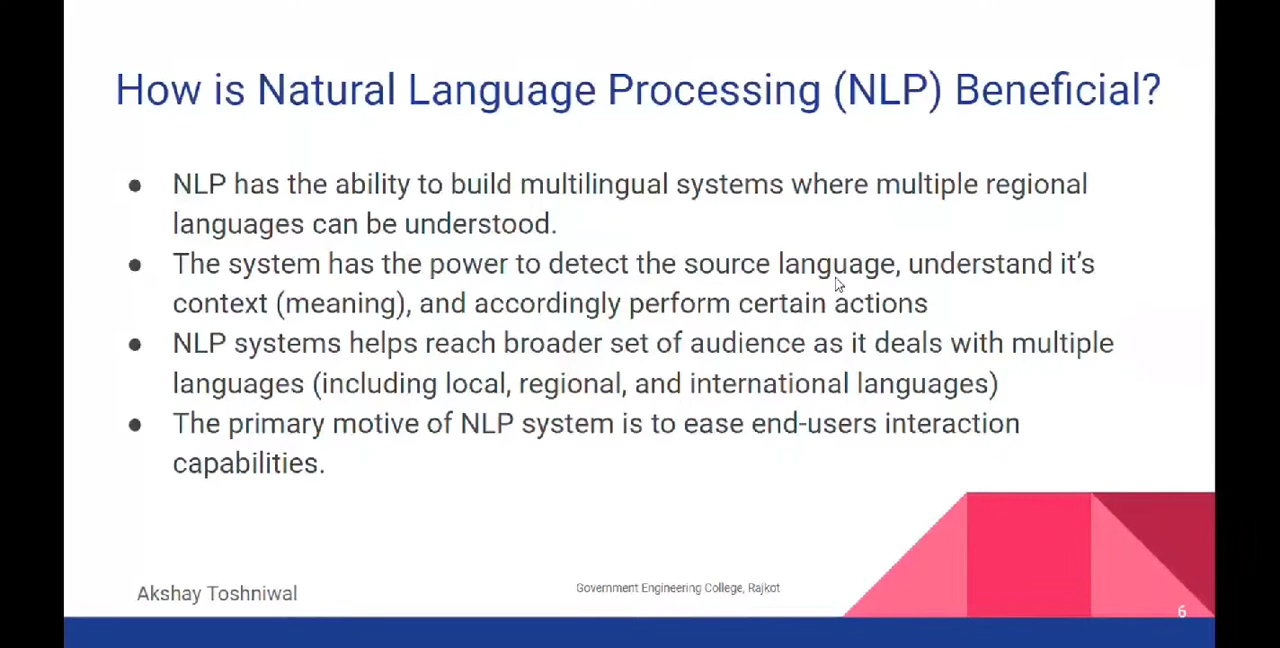 How is Natural Language Processing (NLP) Beneficial?
● NLP has the ability to build multilingual systems where multiple regional
languages can be understood.
● The system has the power to detect the source language, understand it's
context (meaning), and accordingly perform certain actions
● NLP systems helps reach broader set of audience as it deals with multiple
languages (including local, regional, and international languages)
● The primary motive of NLP system is to ease end-users interaction
capabilities.
Akshay Toshniwal
Government Engineering College, Rajkot
6